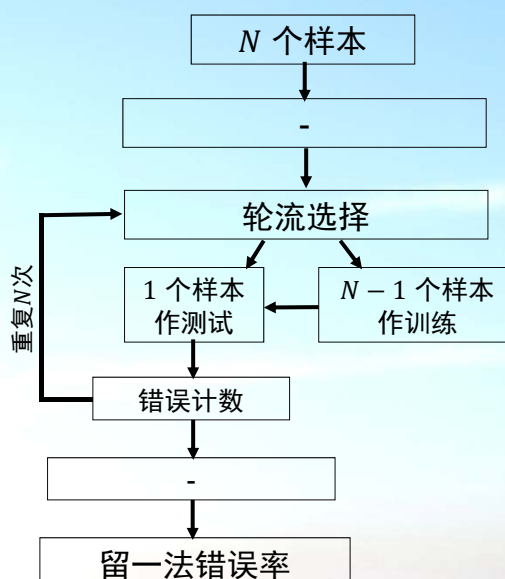 N 个样本
-
轮流选择
1 个样本
作测试
N − 1 个样本
作训练
重复N次
错误计数
-
留一法错误率